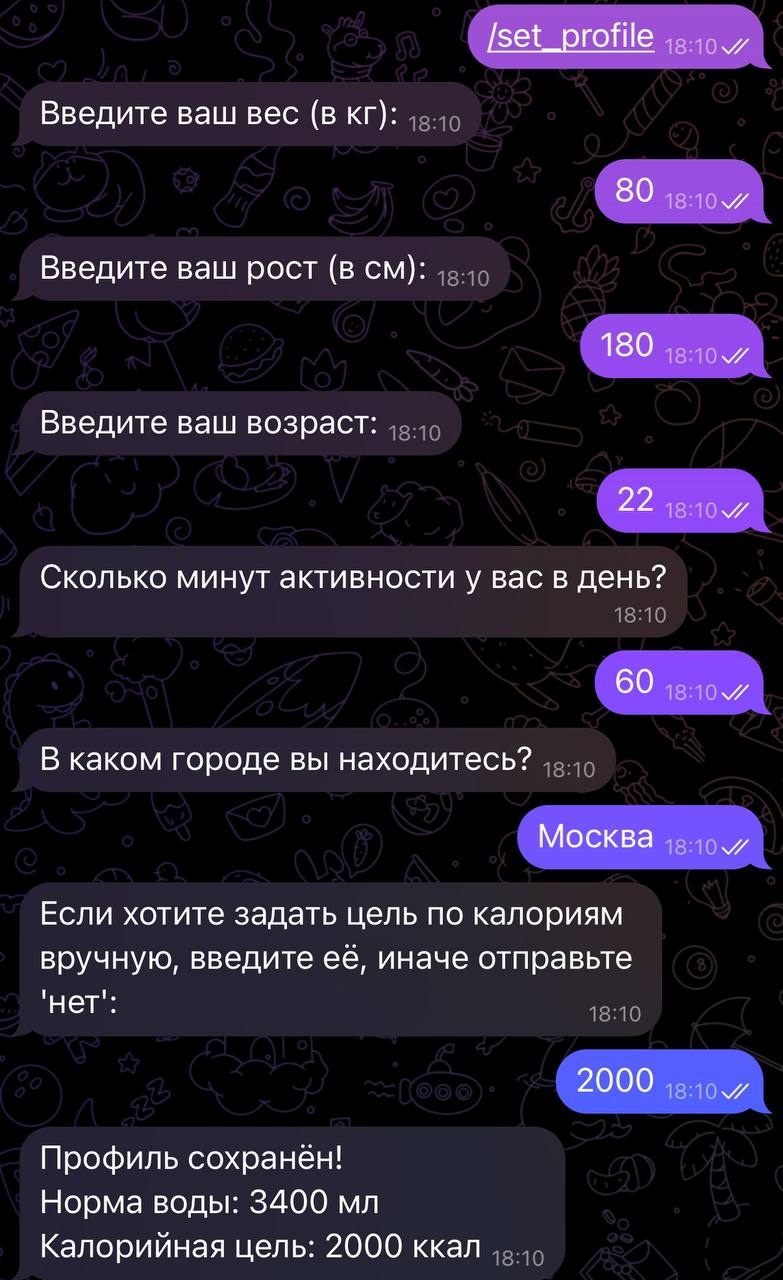 /set_profile 18:10
Введите ваш вес (в кг): 18:10
80 18:10
Введите ваш рост (в см): 18:10
180 18:10
Введите ваш возраст: 18:10
22 18:10
Сколько минут активности у вас в день?
18:10
60 18:10
В каком городе вы находитесь? 18:10
Москва 18:10
Если хотите задать цель по калориям
вручную, введите её, иначе отправьте
'нет': 18:10
2000 18:10
Профиль сохранён!
Норма воды: 3400 мл
Калорийная цель: 2000 ккал 18:10